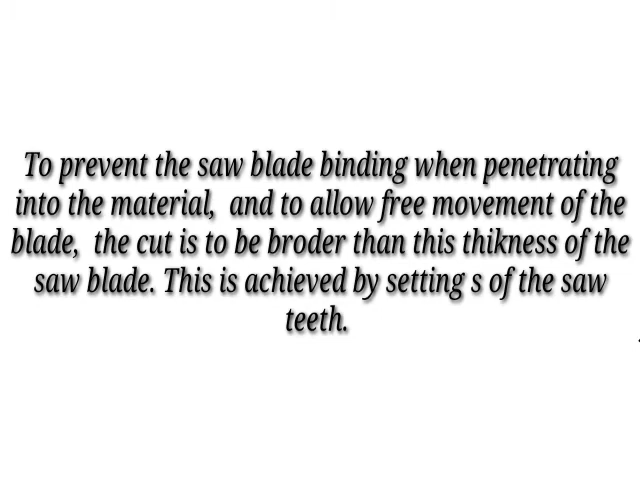 To prevent the saw blade binding when penetrating
into the material,  and to allow free movement of the
blade,  the cut is to be broder than this thikness of the
saw blade. This is achieved by setting s of the saw
teeth.